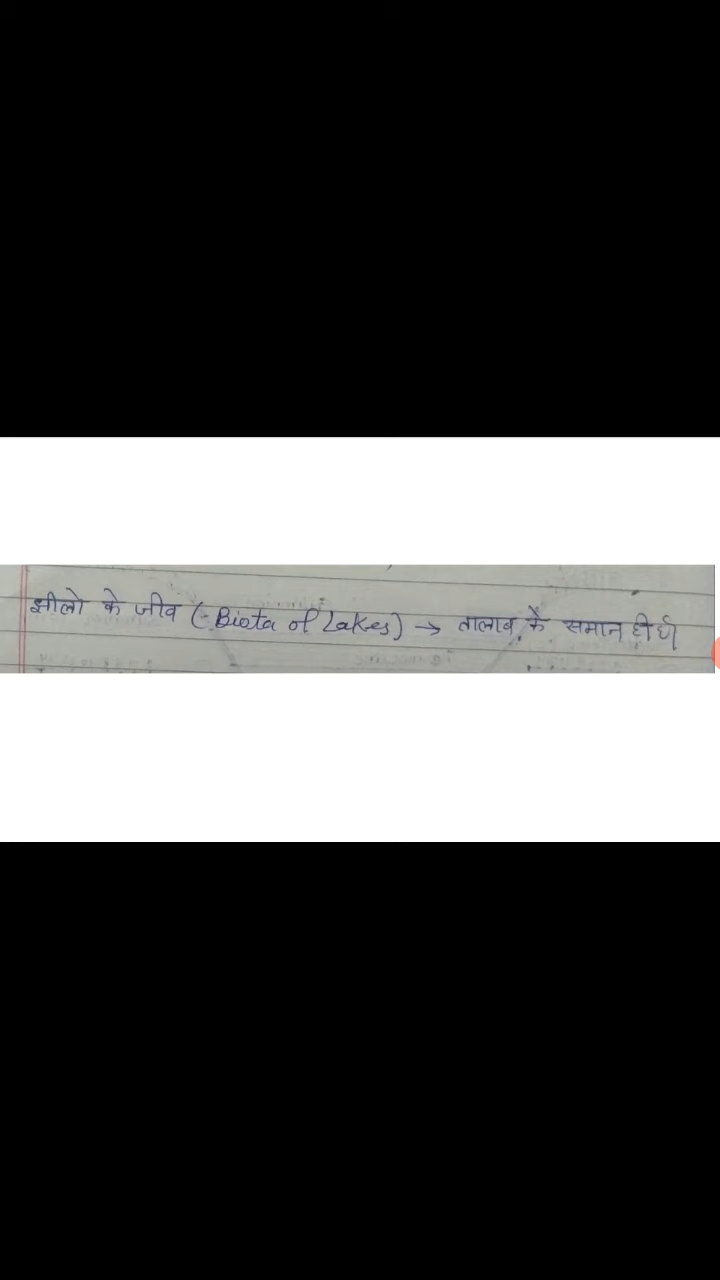 झीलो के जीव (Biota of Lakes) → तालाब के समान ही